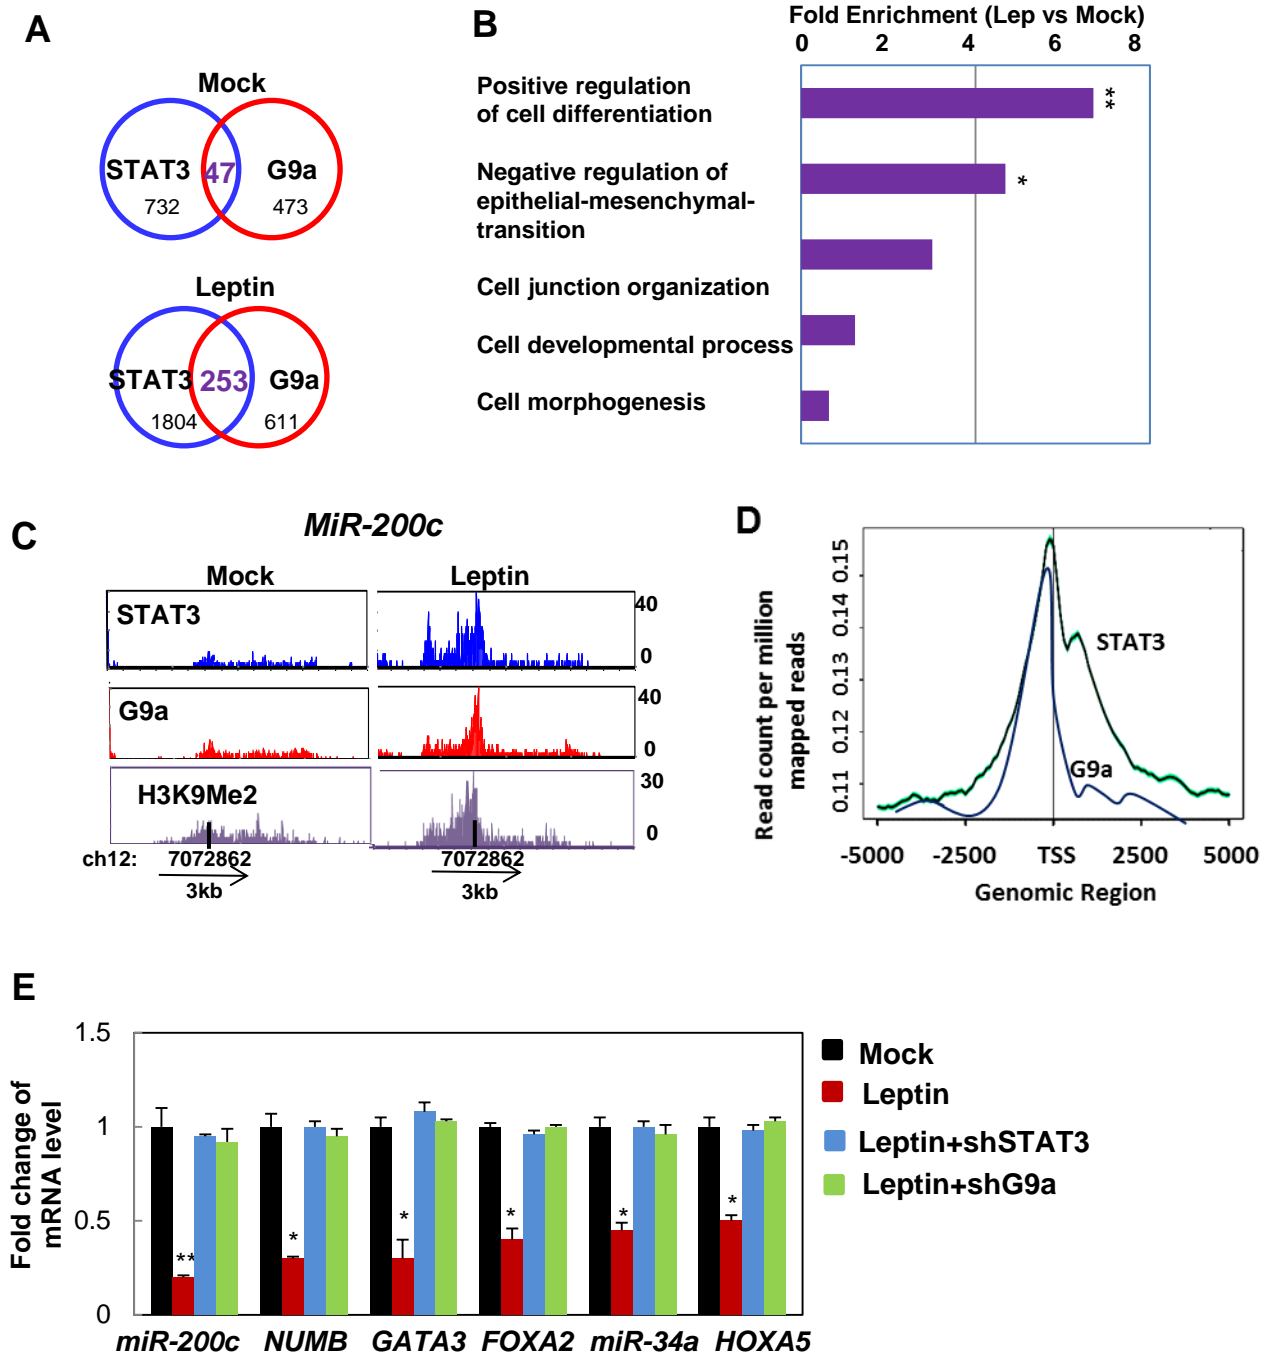 A
Mock
STAT3
47
G9a
732
473
Leptin
STAT3
253
G9a
1804
611
B
Fold Enrichment (Lep vs Mock)
0 2 4 6 8
Positive regulation
of cell differentiation
**
Negative regulation of
epithelial-mesenchymal-
transition
*
Cell junction organization
Cell developmental process
Cell morphogenesis
C
MiR-200c
Mock
Leptin
STAT3
40
0
G9a
40
0
H3K9Me2
30
0
ch12:
7072862
7072862
3kb
3kb
D
Read count per million
mapped reads
0.15
0.14
0.13
0.12
0.11
STAT3
G9a
-5000 -2500 TSS 2500 5000
Genomic Region
E
Fold change of
mRNA level
1.5
1
0.5
0
**
*
*
*
*
*
miR-200c NUMB GATA3 FOXA2 miR-34a HOXA5
Mock
Leptin
Leptin+shSTAT3
Leptin+shG9a